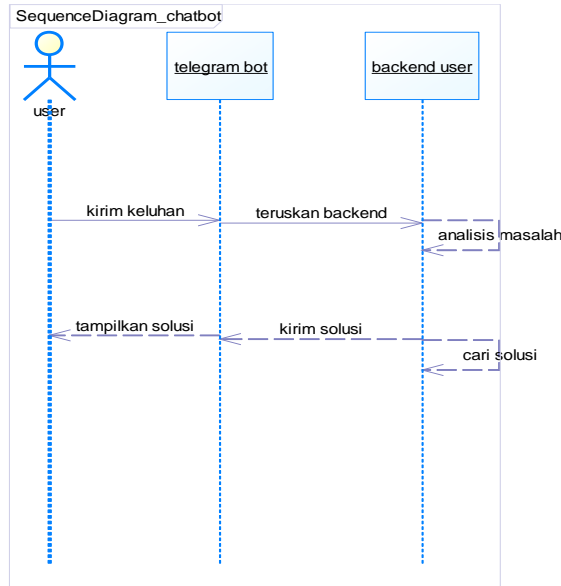 SequenceDiagram_chatbot
telegram bot
backend user
user
kirim keluhan
teruskan backend
analisis masalah
tampilkan solusi
kirim solusi
cari solusi